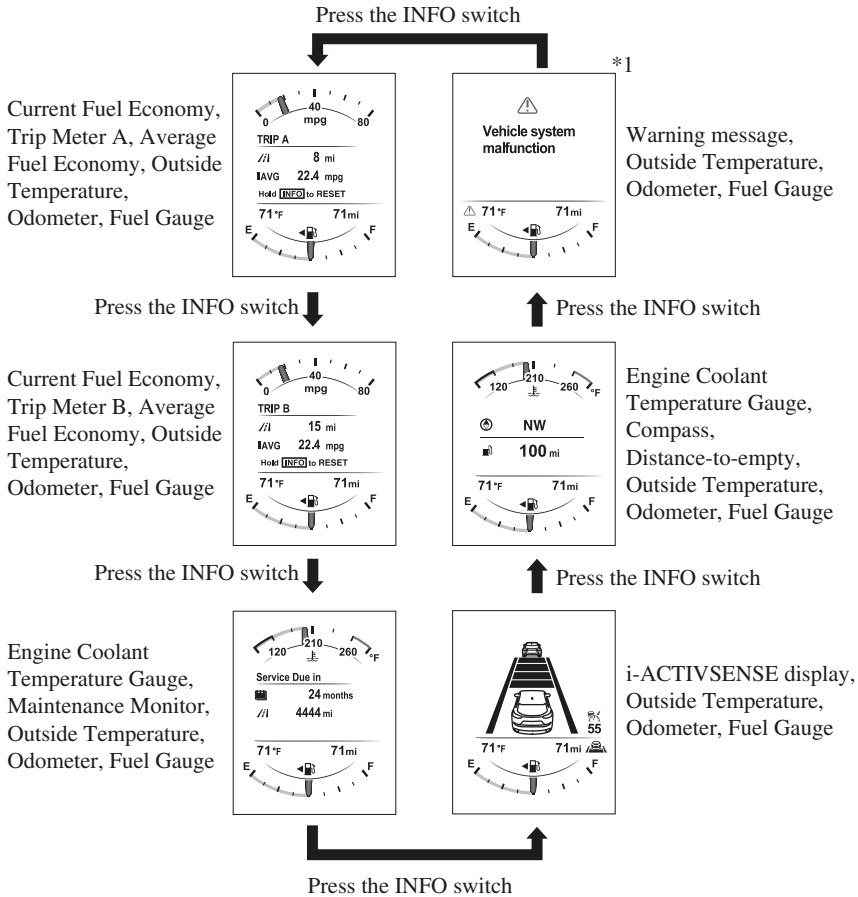 Press the INFO switch
*1
Current Fuel Economy,
Trip Meter A, Average
Fuel Economy, Outside
Temperature,
Odometer, Fuel Gauge
0 40 80
mpg
TRIP A
8 mi
AVG 22.4 mpg
Hold INFO to RESET
71°F 71mi
E F
Vehicle system
malfunction
71°F 71mi
E F
Warning message,
Outside Temperature,
Odometer, Fuel Gauge
Press the INFO switch
Press the INFO switch
Current Fuel Economy,
Trip Meter B, Average
Fuel Economy, Outside
Temperature,
Odometer, Fuel Gauge
0 40 80
mpg
TRIP B
15 mi
AVG 22.4 mpg
Hold INFO to RESET
71°F 71mi
E F
120 210 260 °F
NW
100 mi
71°F 71mi
E F
Engine Coolant
Temperature Gauge,
Compass,
Distance-to-empty,
Outside Temperature,
Odometer, Fuel Gauge
Press the INFO switch
Press the INFO switch
Engine Coolant
Temperature Gauge,
Maintenance Monitor,
Outside Temperature,
Odometer, Fuel Gauge
120 210 260 °F
Service Due in
24 months
4444 mi
71°F 71mi
E F
55
71°F 71mi
E F
i-ACTIVSENSE display,
Outside Temperature,
Odometer, Fuel Gauge
Press the INFO switch